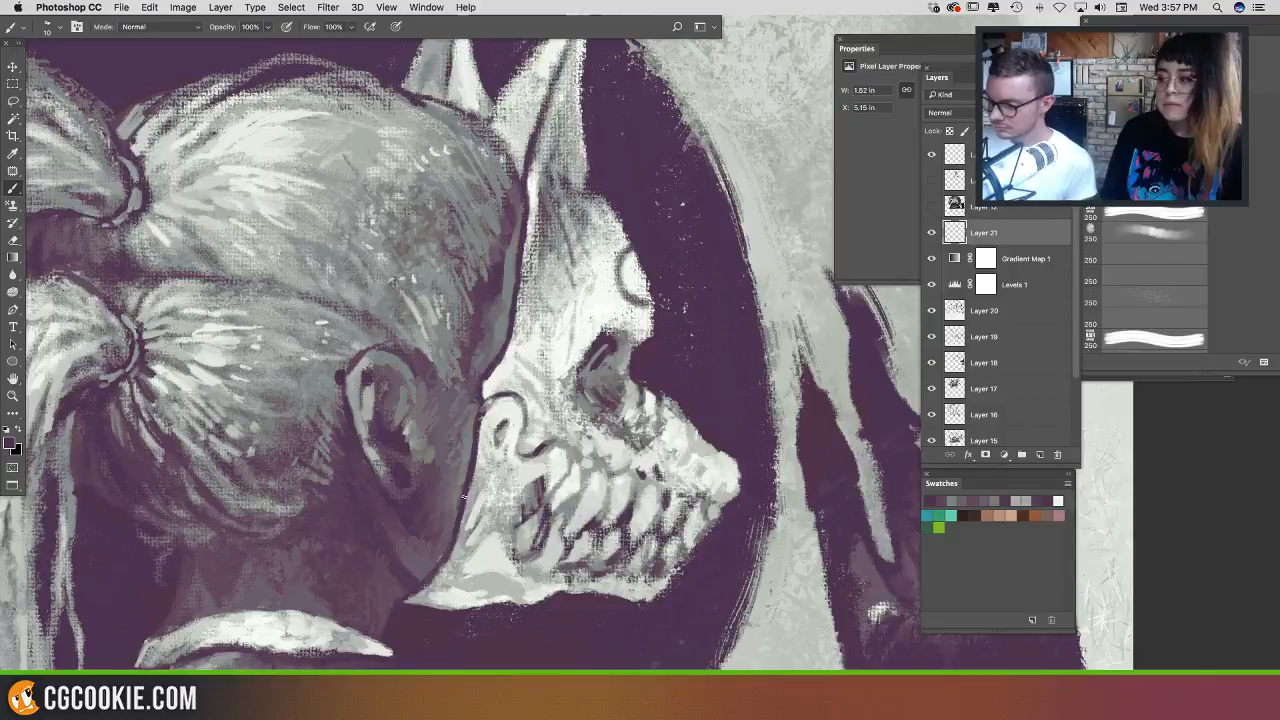 Photoshop CC File Edit Image Layer Type Select Filter 3D View Window Help Wed 3:57 PM
10 Mode: Normal Opacity: 100% Flow: 100%
Properties
Pixel Layer Prope
W: 1.52 in
X: 5.15 in
Layers
Kind
Normal
Lock:
Layer 21
Gradient Map 1
Levels 1
Layer 20
Layer 19
Layer 18
Layer 17
Layer 16
Layer 15
250
250
250
250
250
250
Swatches
CGCOOKIE.COM